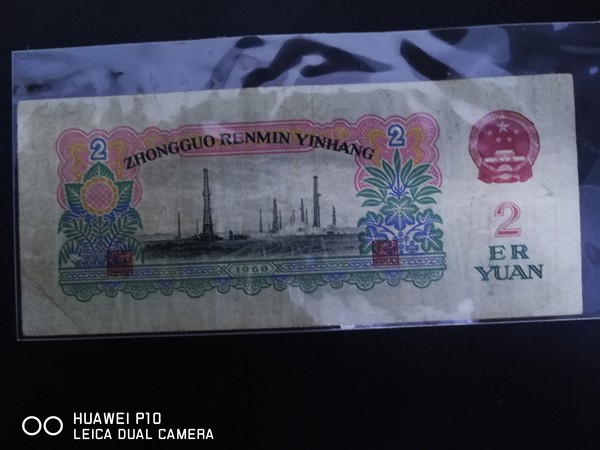 2
2
ZHONGGUO RENMIN YINHANG
1960
2
ER
YUAN
HUAWEI P10
LEICA DUAL CAMERA